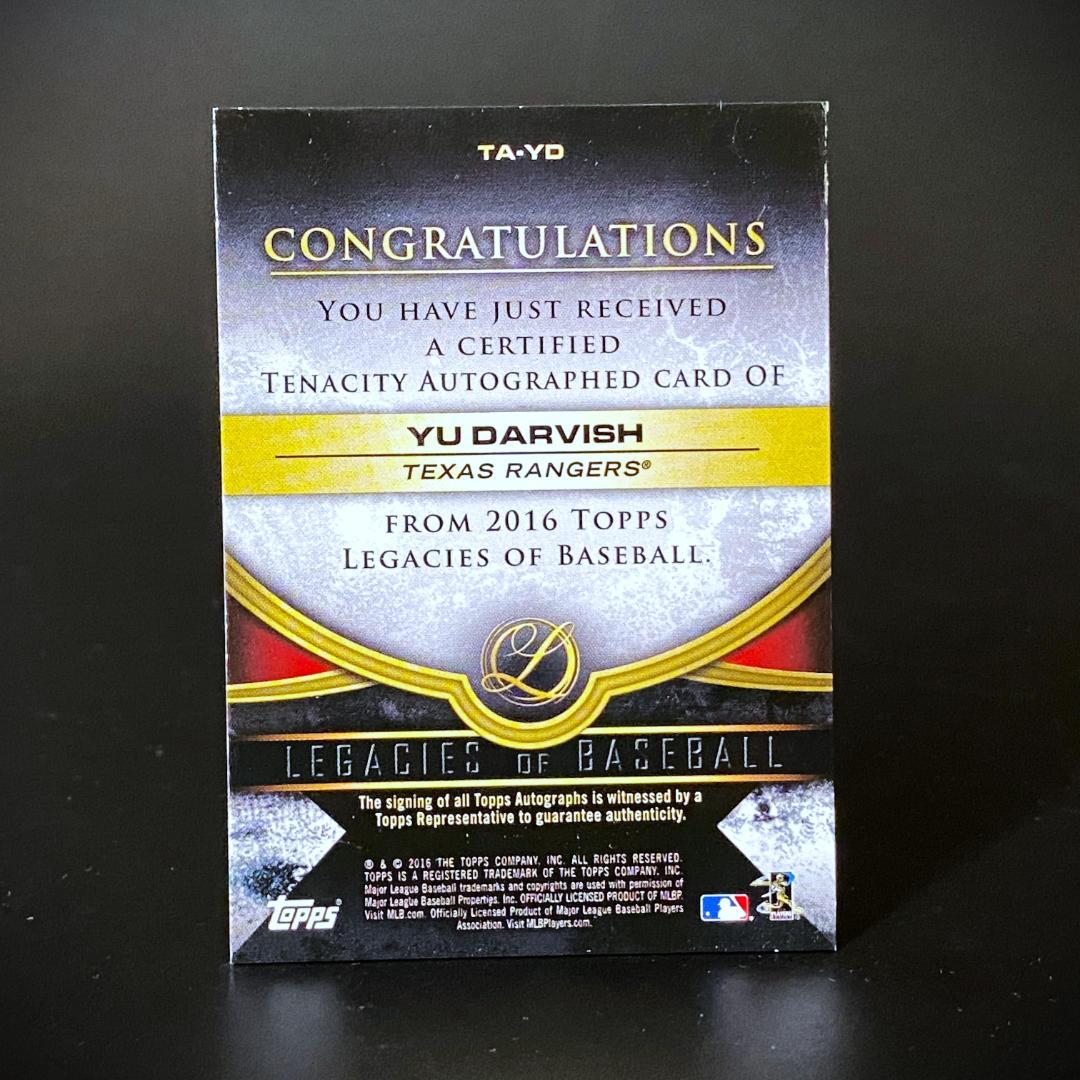 TA-YD
CONGRATULATIONS
YOU HAVE JUST RECEIVED
A CERTIFIED
TENACITY AUTOGRAPHED CARD OF
YU DARVISH
TEXAS RANGERS®
FROM 2016 TOPPS
LEGACIES OF BASEBALL.
L
LEGACIES OF BASEBALL
The signing of all Topps Autographs is witnessed by a
Topps Representative to guarantee authenticity.
® & © 2016 THE TOPPS COMPANY, INC. ALL RIGHTS RESERVED.
TOPPS IS A REGISTERED TRADEMARK OF THE TOPPS COMPANY, INC.
Major League Baseball trademarks and copyrights are used with permission of
Major League Baseball Properties, Inc. OFFICIALLY LICENSED PRODUCT OF MLBP.
Visit MLB.com. Officially Licensed Product of Major League Baseball Players
Association. Visit MLBPlayers.com.
topps®